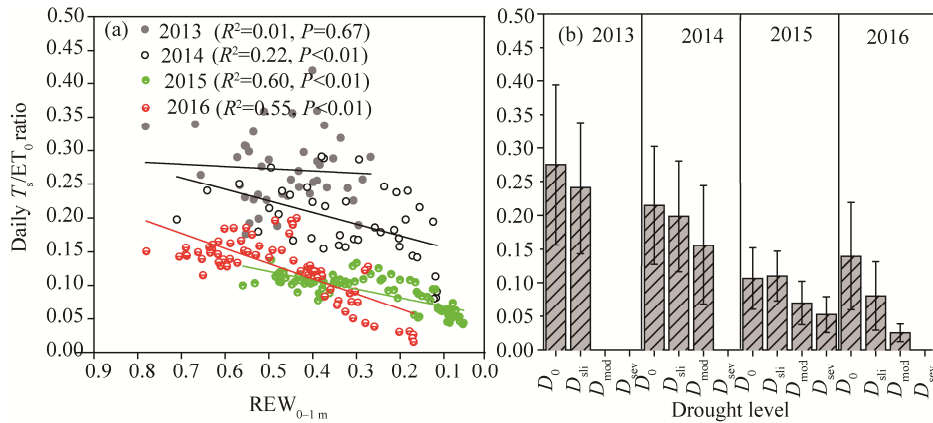 (a)
2013 (R²=0.01, P=0.67)
2014 (R²=0.22, P<0.01)
2015 (R²=0.60, P<0.01)
2016 (R²=0.55, P<0.01)
Daily Ts/ET0 ratio
0.50
0.45
0.40
0.35
0.30
0.25
0.20
0.15
0.10
0.05
0.00
0.9 0.8 0.7 0.6 0.5 0.4 0.3 0.2 0.1 0.0
REW0–1 m
(b) 2013 2014 2015 2016
0.50
0.45
0.40
0.35
0.30
0.25
0.20
0.15
0.10
0.05
0.00
D0 Dsli Dmod Dsev D0 Dsli Dmod Dsev D0 Dsli Dmod Dsev D0 Dsli Dmod Dsev
Drought level